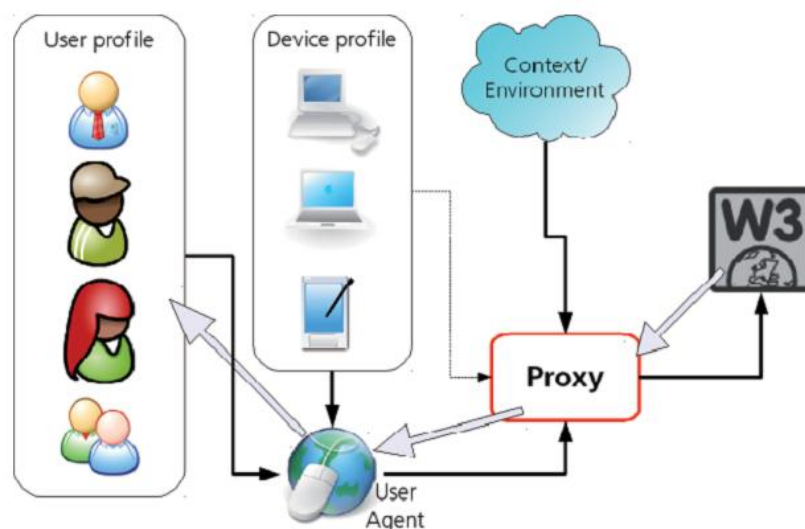 User profile
Device profile
Context/
Environment
W3
Proxy
User
Agent